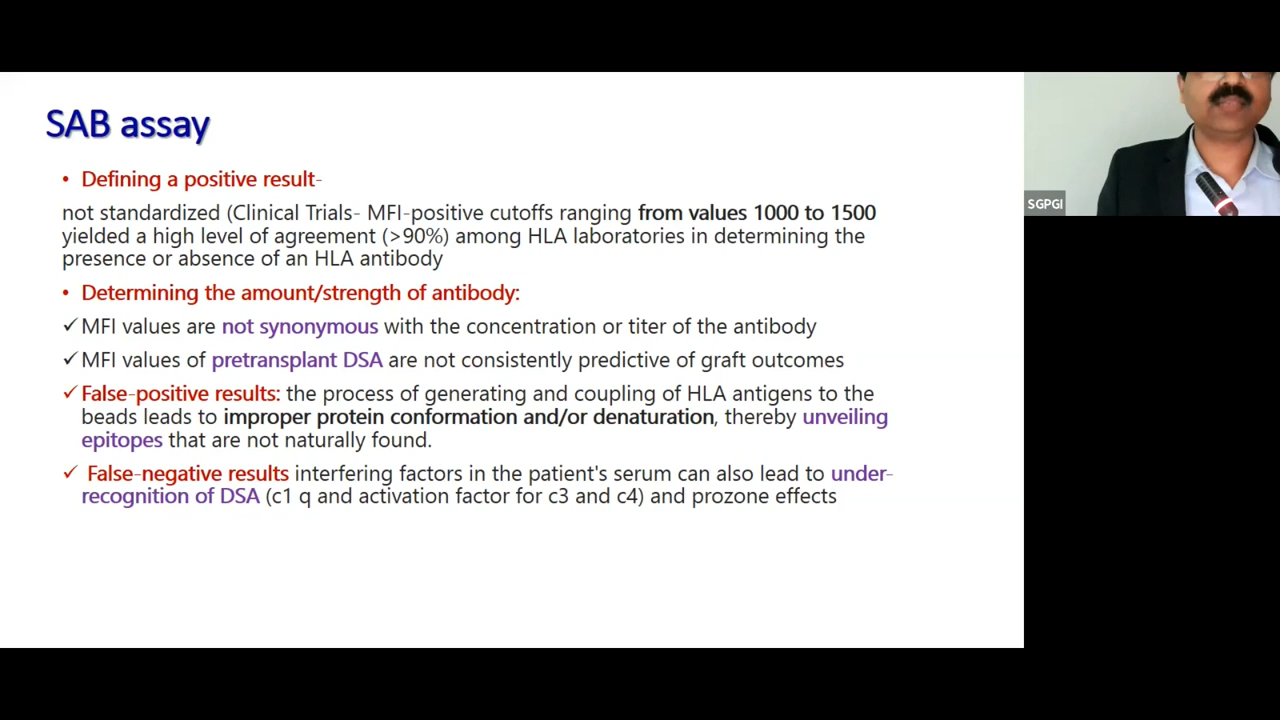 SAB assay
• Defining a positive result-
not standardized (Clinical Trials- MFI-positive cutoffs ranging from values 1000 to 1500
yielded a high level of agreement (>90%) among HLA laboratories in determining the
presence or absence of an HLA antibody
• Determining the amount/strength of antibody:
✓MFI values are not synonymous with the concentration or titer of the antibody
✓MFI values of pretransplant DSA are not consistently predictive of graft outcomes
✓False-positive results: the process of generating and coupling of HLA antigens to the
beads leads to improper protein conformation and/or denaturation, thereby unveiling
epitopes that are not naturally found.
✓ False-negative results interfering factors in the patient's serum can also lead to under-
recognition of DSA (c1 q and activation factor for c3 and c4) and prozone effects
SGPGI